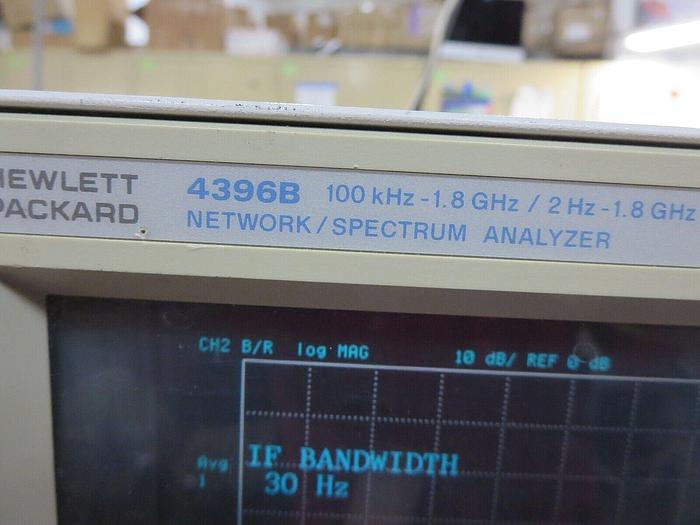 HEWLETT
PACKARD
4396B 100 kHz -1.8 GHz / 2 Hz -1.8 GHz
NETWORK/SPECTRUM ANALYZER
CH2 B/R log MAG 10 dB/ REF 0 dB
IF BANDWIDTH
Avg
30 Hz
1